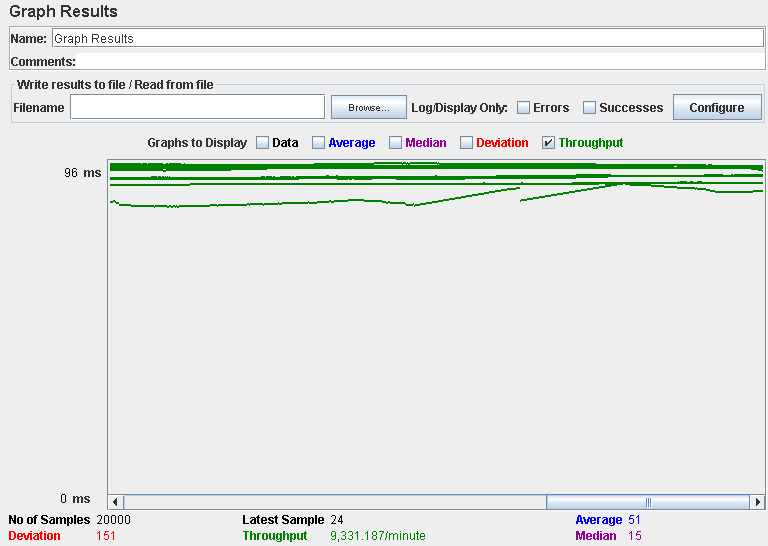 Graph Results
Name: Graph Results
Comments:
Write results to file / Read from file
Filename Browse... Log/Display Only: Errors Successes Configure
Graphs to Display Data Average Median Deviation Throughput
96 ms
0 ms
No of Samples 20000 Latest Sample 24 Average 51
Deviation 151 Throughput 9,331.187/minute Median 15